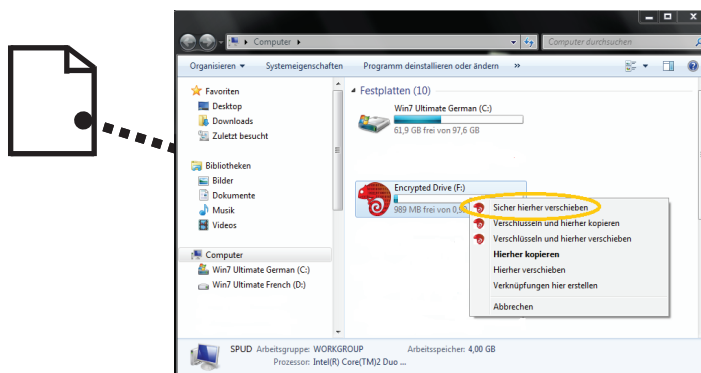 Computer
Computer durchsuchen
Organisieren Systemeigenschaften Programm deinstallieren oder ändern »
Favoriten
Desktop
Downloads
Zuletzt besucht
Bibliotheken
Bilder
Dokumente
Musik
Videos
Computer
Win7 Ultimate German (C:)
Win7 Ultimate French (D:)
Festplatten (10)
Win7 Ultimate German (C:)
61,9 GB frei von 97,6 GB
Encrypted Drive (F:)
989 MB frei von 0,9
Sicher hierher verschieben
Verschlüsseln und hierher kopieren
Verschlüsseln und hierher verschieben
Hierher kopieren
Hierher verschieben
Verknüpfungen hier erstellen
Abbrechen
SPUD Arbeitsgruppe: WORKGROUP Arbeitsspeicher: 4,00 GB
Prozessor: Intel(R) Core(TM)2 Duo ...